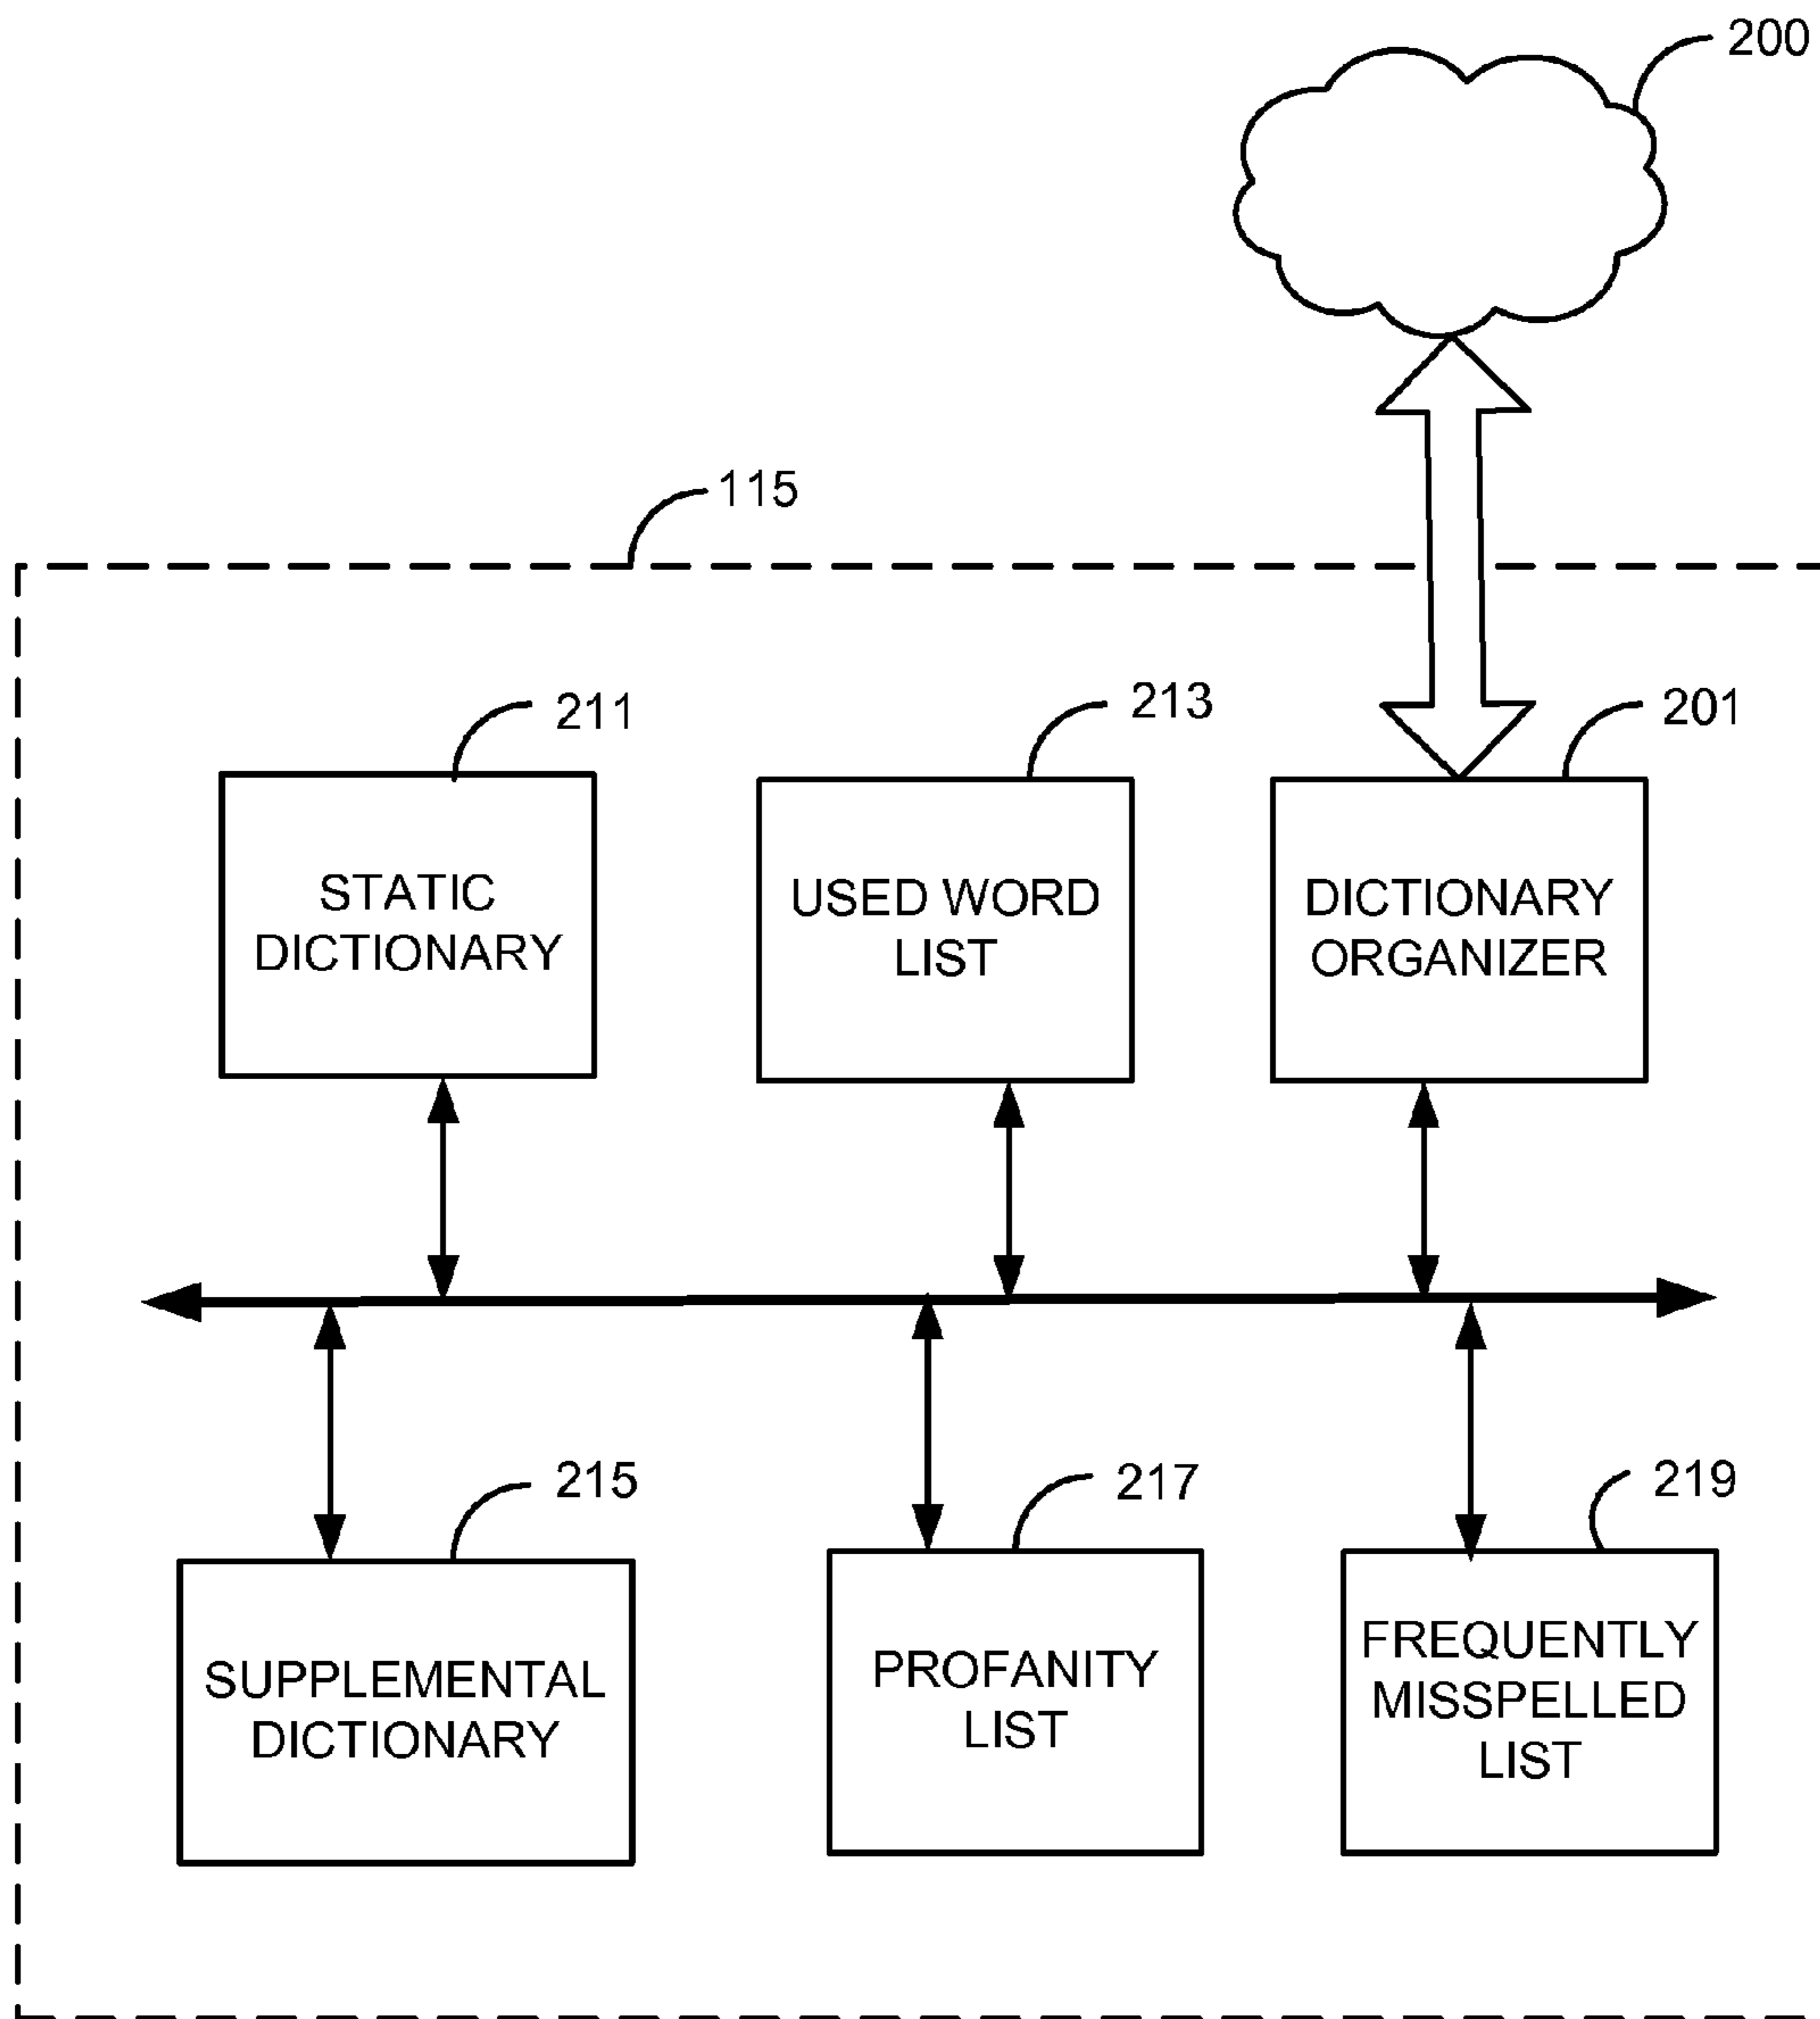 200
115
211
213
201
STATIC
DICTIONARY
USED WORD
LIST
DICTIONARY
ORGANIZER
215
217
219
SUPPLEMENTAL
DICTIONARY
PROFANITY
LIST
FREQUENTLY
MISSPELLED
LIST